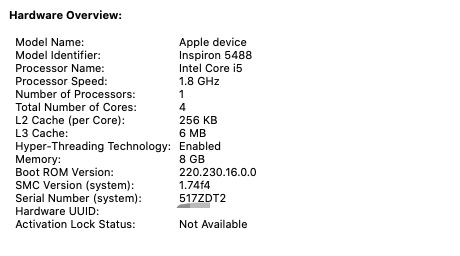 Hardware Overview:
Model Name: Apple device
Model Identifier: Inspiron 5488
Processor Name: Intel Core i5
Processor Speed: 1.8 GHz
Number of Processors: 1
Total Number of Cores: 4
L2 Cache (per Core): 256 KB
L3 Cache: 6 MB
Hyper-Threading Technology: Enabled
Memory: 8 GB
Boot ROM Version: 220.230.16.0.0
SMC Version (system): 1.74f4
Serial Number (system): 517ZDT2
Hardware UUID:
Activation Lock Status: Not Available